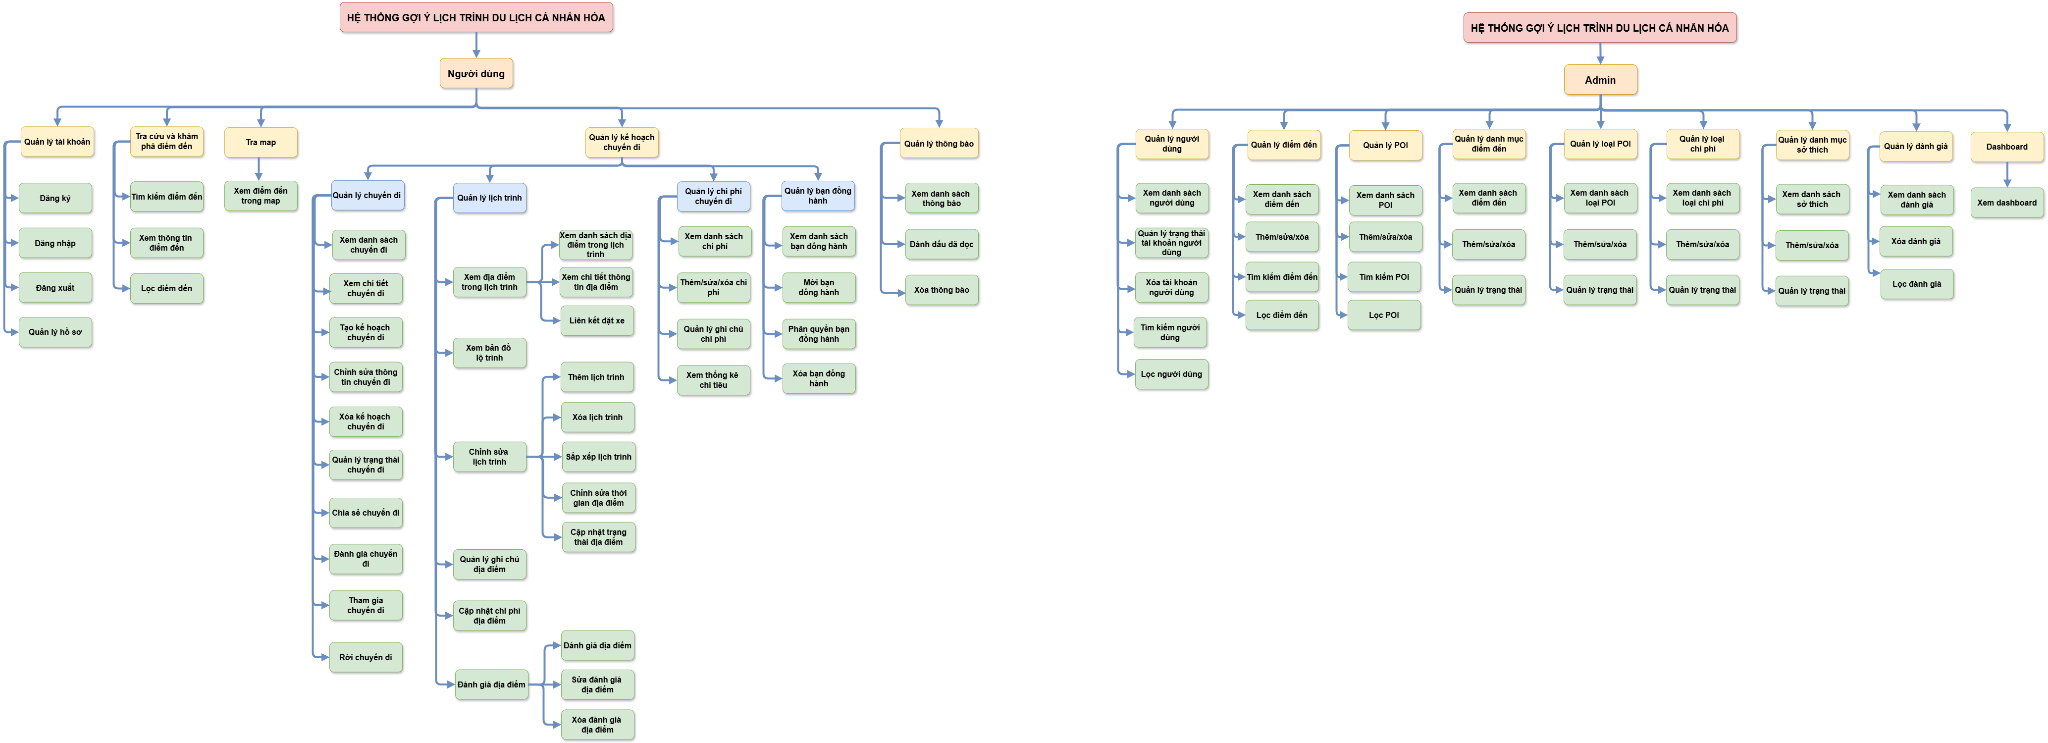 HỆ THỐNG GỢI Ý LỊCH TRÌNH DU LỊCH CÁ NHÂN HÓA
Người dùng
Quản lý tài khoản
Đăng ký
Đăng nhập
Đăng xuất
Quản lý hồ sơ
Tra cứu và khám
phá điểm đến
Tìm kiếm điểm đến
Xem thông tin
điểm đến
Lọc điểm đến
Tra map
Xem điểm đến
trong map
Quản lý kế hoạch
chuyến đi
Quản lý chuyến đi
Xem danh sách
chuyến đi
Xem chi tiết
chuyến đi
Tạo kế hoạch
chuyến đi
Chỉnh sửa thông
tin chuyến đi
Xóa kế hoạch
chuyến đi
Quản lý trạng thái
chuyến đi
Chia sẻ chuyến đi
Đánh giá chuyến
đi
Tham gia
chuyến đi
Rời chuyến đi
Quản lý lịch trình
Xem địa điểm
trong lịch trình
Xem danh sách địa
điểm trong lịch
trình
Xem chi tiết thông
tin địa điểm
Liên kết đặt xe
Xem bản đồ
lộ trình
Chỉnh sửa
lịch trình
Thêm lịch trình
Xóa lịch trình
Sắp xếp lịch trình
Chỉnh sửa thời
gian địa điểm
Cập nhật trạng
thái địa điểm
Quản lý ghi chú
địa điểm
Cập nhật chi phí
địa điểm
Đánh giá địa điểm
Đánh giá địa điểm
Sửa đánh giá
địa điểm
Xóa đánh giá
địa điểm
Quản lý chi phí
chuyến đi
Xem danh sách
chi phí
Thêm/sửa/xóa chi
phí
Quản lý ghi chú
chi phí
Xem thống kê
chi tiêu
Quản lý bạn đồng
hành
Xem danh sách
bạn đồng hành
Mời bạn
đồng hành
Phân quyền bạn
đồng hành
Xóa bạn đồng
hành
Quản lý thông báo
Xem danh sách
thông báo
Đánh dấu đã đọc
Xóa thông báo
HỆ THỐNG GỢI Ý LỊCH TRÌNH DU LỊCH CÁ NHÂN HÓA
Admin
Quản lý người
dùng
Xem danh sách
người dùng
Quản lý trạng thái
tài khoản người
dùng
Xóa tài khoản
người dùng
Tìm kiếm người
dùng
Lọc người dùng
Quản lý điểm đến
Xem danh sách
điểm đến
Thêm/sửa/xóa
Tìm kiếm điểm đến
Lọc điểm đến
Quản lý POI
Xem danh sách
POI
Thêm/sửa/xóa
Tìm kiếm POI
Lọc POI
Quản lý danh mục
điểm đến
Xem danh sách
điểm đến
Thêm/sửa/xóa
Quản lý trạng thái
Quản lý loại POI
Xem danh sách
loại POI
Thêm/sửa/xóa
Quản lý trạng thái
Quản lý loại
chi phí
Xem danh sách
loại chi phí
Thêm/sửa/xóa
Quản lý trạng thái
Quản lý danh mục
sở thích
Xem danh sách
sở thích
Thêm/sửa/xóa
Quản lý trạng thái
Quản lý đánh giá
Xem danh sách
đánh giá
Xóa đánh giá
Lọc đánh giá
Dashboard
Xem dashboard